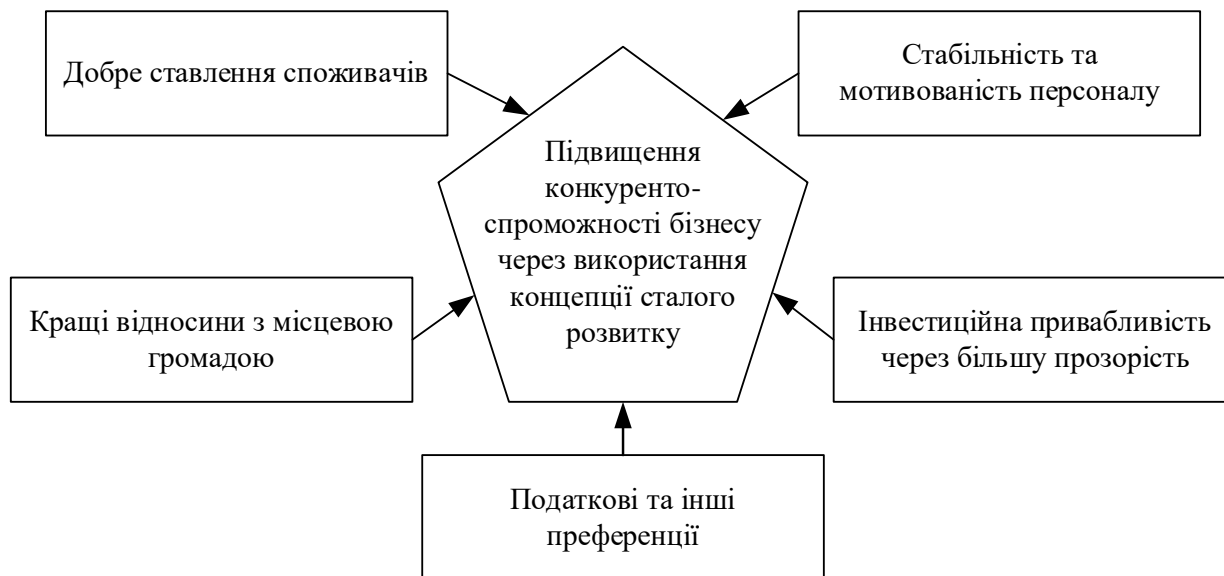 Добре ставлення споживачів
Стабільність та
мотивованість персоналу
Підвищення
конкуренто-
спроможності бізнесу
через використання
концепції сталого
розвитку
Кращі відносини з місцевою
громадою
Інвестиційна привабливість
через більшу прозорість
Податкові та інші
преференції